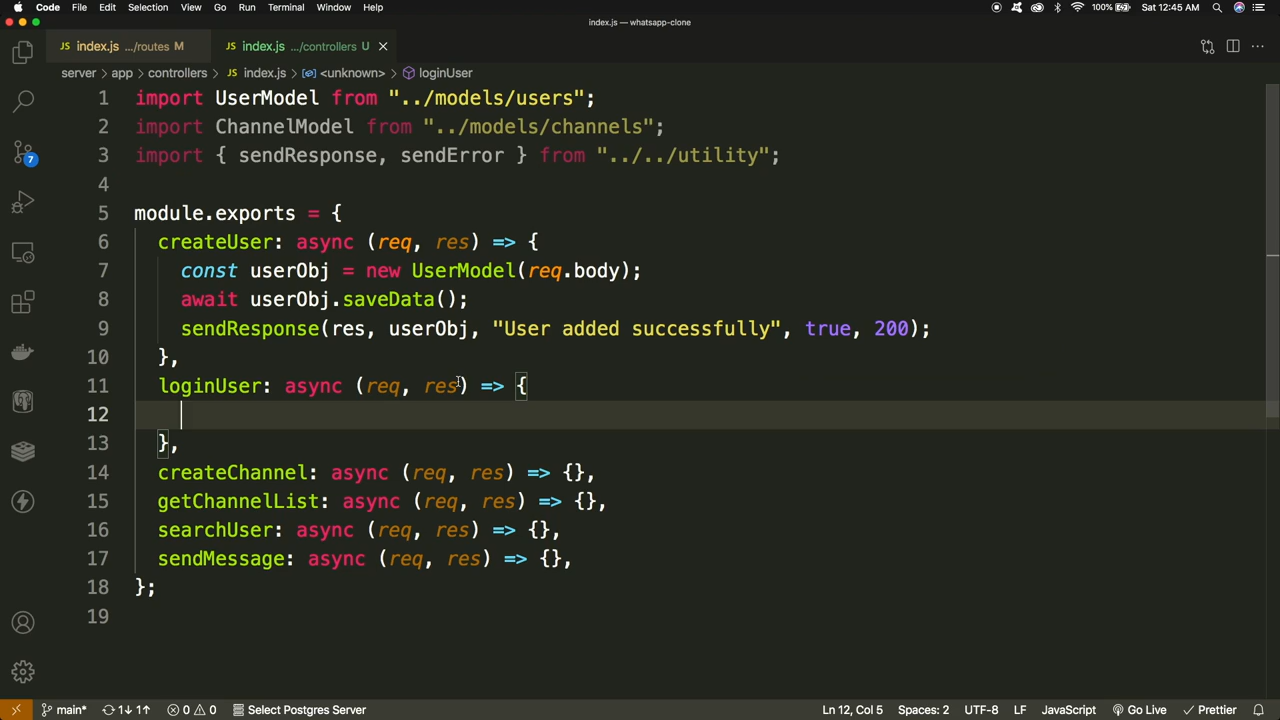 Code File Edit Selection View Go Run Terminal Window Help 100% Sat 12:45 AM
index.js — whatsapp-clone
JS index.js .../routes M JS index.js .../controllers U
server > app > controllers > JS index.js > <unknown> > loginUser
1 import UserModel from "../models/users";
2 import ChannelModel from "../models/channels";
3 import { sendResponse, sendError } from "../../utility";
4
5 module.exports = {
6 createUser: async (req, res) => {
7 const userObj = new UserModel(req.body);
8 await userObj.saveData();
9 sendResponse(res, userObj, "User added successfully", true, 200);
10 },
11 loginUser: async (req, res) => {
12
13 },
14 createChannel: async (req, res) => {},
15 getChannelList: async (req, res) => {},
16 searchUser: async (req, res) => {},
17 sendMessage: async (req, res) => {},
18 };
19
7
main* 1↓ 1↑ 0 0 Select Postgres Server Ln 12, Col 5 Spaces: 2 UTF-8 LF JavaScript Go Live Prettier